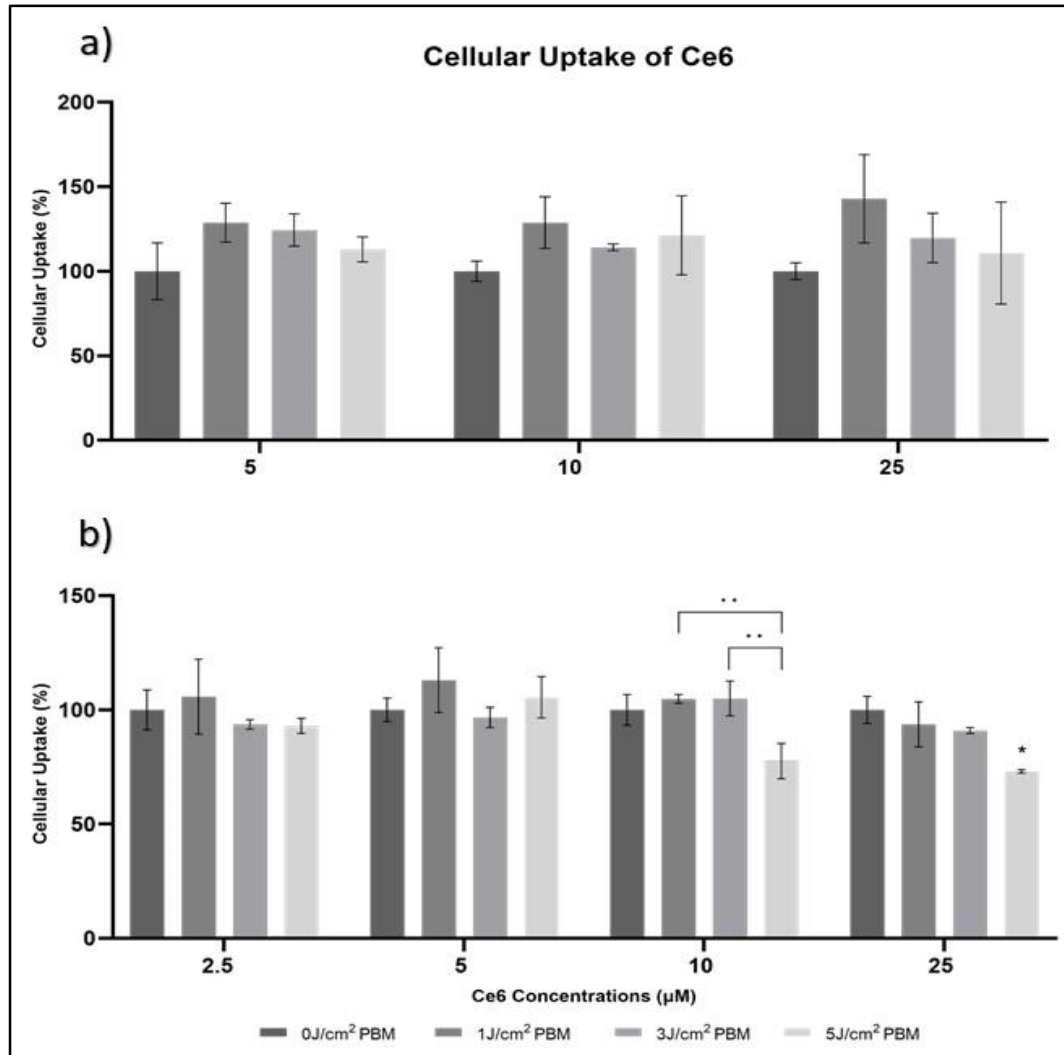 a)
Cellular Uptake of Ce6
Cellular Uptake (%)
200
150
100
50
0
5 10 25
b)
Cellular Uptake (%)
150
100
50
0
**
**
*
2.5 5 10 25
Ce6 Concentrations (µM)
0J/cm² PBM 1J/cm² PBM 3J/cm² PBM 5J/cm² PBM